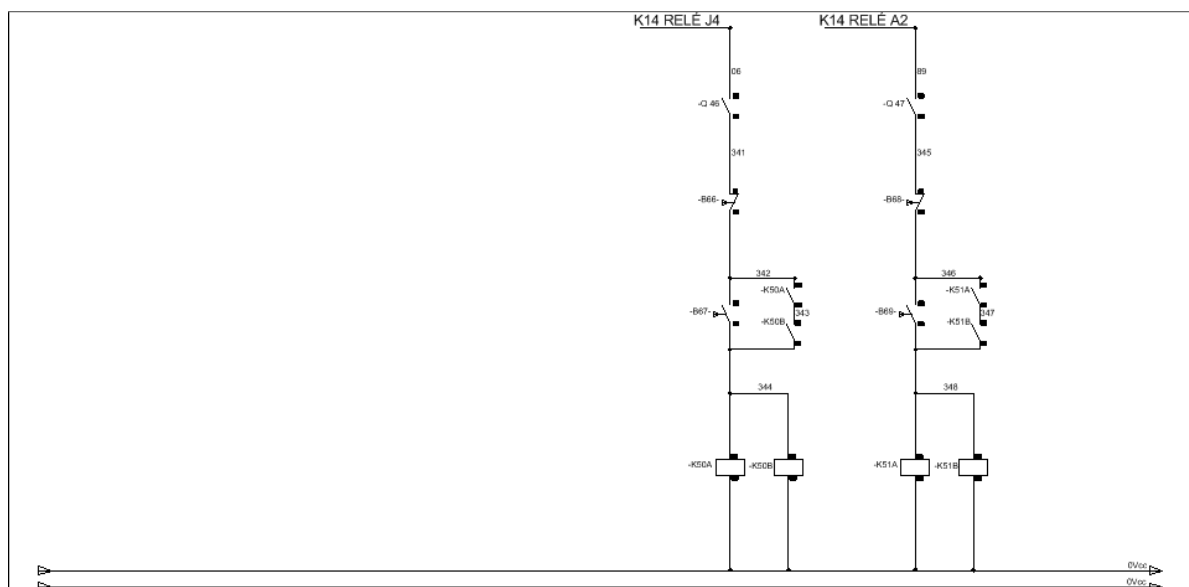 K14 RELÉ J4 K14 RELÉ A2
06 89
-Q 46 -Q 47
341 345
-B66- -B68-
342 346
-K50A -K51A
-B67- 343 -B69- 347
-K50B -K51B
344 348
-K50A -K50B -K51A -K51B
0Vcc
0Vcc